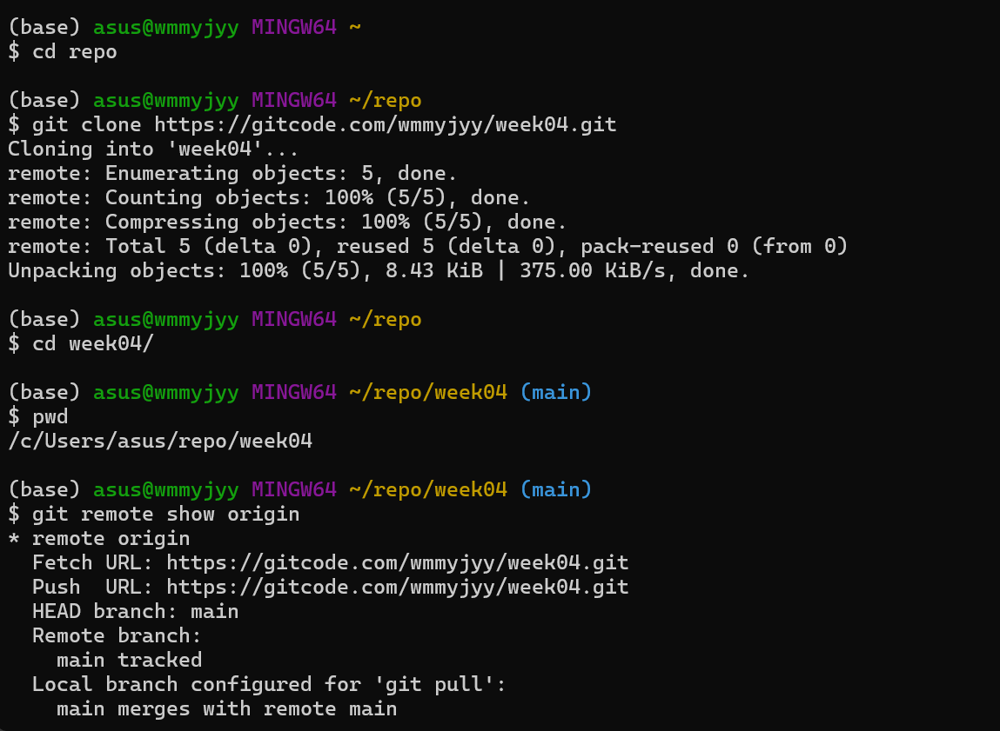 (base) asus@wmmyjyy MINGW64 ~
$ cd repo
(base) asus@wmmyjyy MINGW64 ~/repo
$ git clone https://gitcode.com/wmmyjyy/week04.git
Cloning into 'week04'...
remote: Enumerating objects: 5, done.
remote: Counting objects: 100% (5/5), done.
remote: Compressing objects: 100% (5/5), done.
remote: Total 5 (delta 0), reused 5 (delta 0), pack-reused 0 (from 0)
Unpacking objects: 100% (5/5), 8.43 KiB | 375.00 KiB/s, done.
(base) asus@wmmyjyy MINGW64 ~/repo
$ cd week04/
(base) asus@wmmyjyy MINGW64 ~/repo/week04 (main)
$ pwd
/c/Users/asus/repo/week04
(base) asus@wmmyjyy MINGW64 ~/repo/week04 (main)
$ git remote show origin
* remote origin
  Fetch URL: https://gitcode.com/wmmyjyy/week04.git
  Push  URL: https://gitcode.com/wmmyjyy/week04.git
  HEAD branch: main
  Remote branch:
    main tracked
  Local branch configured for 'git pull':
    main merges with remote main